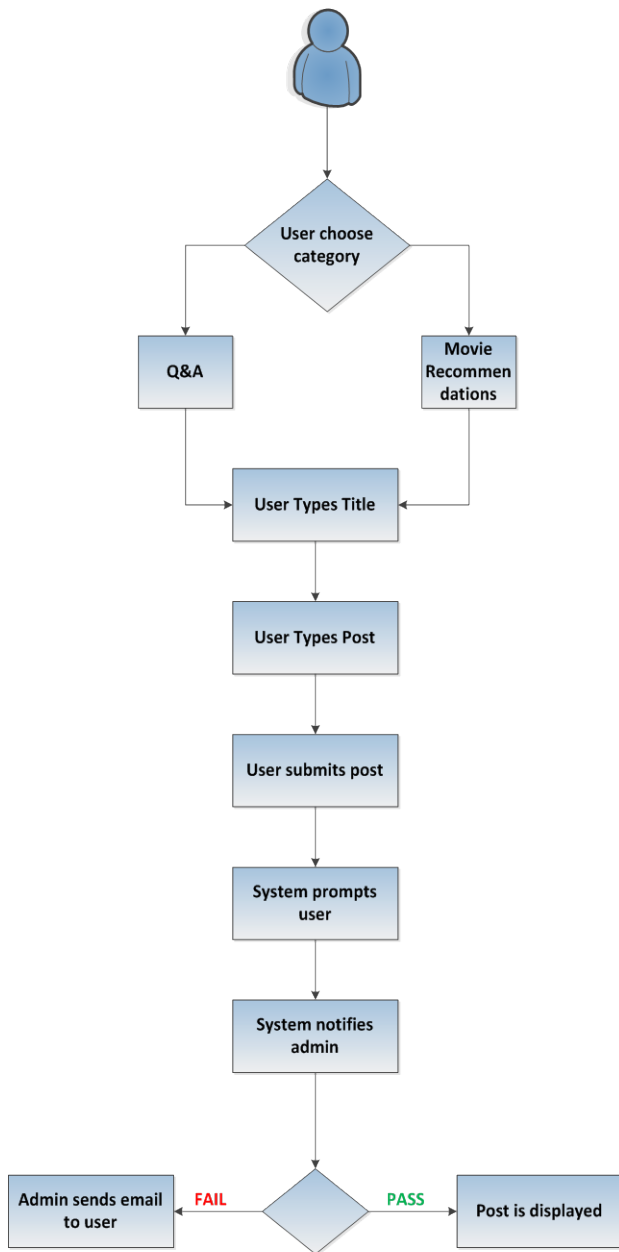 User choose
category
Q&A
Movie
Recommen
dations
User Types Title
User Types Post
User submits post
System prompts
user
System notifies
admin
Admin sends email
to user
FAIL
PASS
Post is displayed